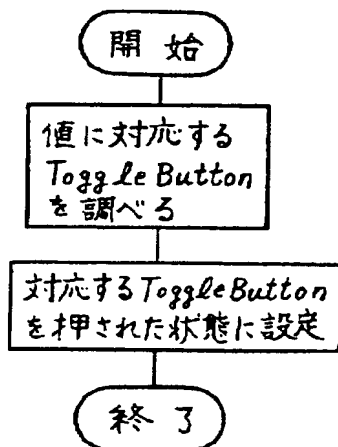 開始
値に対応する
ToggleButton
を調べる
対応するToggleButton
を押された状態に設定
終了